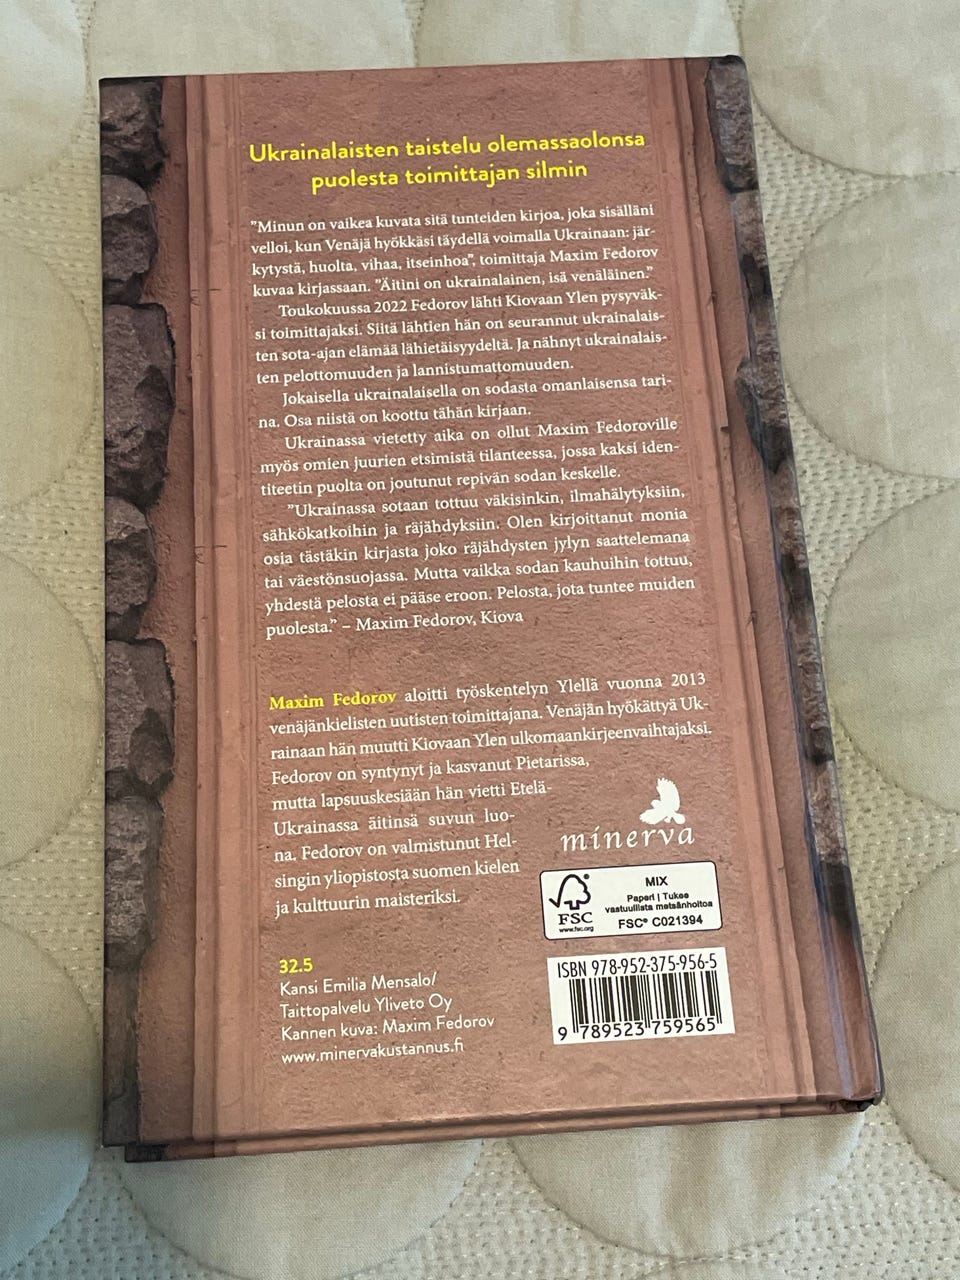 Ukrainalaisten taistelu olemassaolonsa
puolesta toimittajan silmin
”Minun on vaikea kuvata sitä tunteiden kirjoa, joka sisälläni
velloi, kun Venäjä hyökkäsi täydellä voimalla Ukrainaan: jär-
kytystä, huolta, vihaa, itseinhoa”, toimittaja Maxim Fedorov
kuvaa kirjassaan. ”Äitini on ukrainalainen, isä venäläinen.”
Toukokuussa 2022 Fedorov lähti Kiovaan Ylen pysyväk-
si toimittajaksi. Siitä lähtien hän on seurannut ukrainalais-
ten sota-ajan elämää lähietäisyydeltä. Ja nähnyt ukrainalais-
ten pelottomuuden ja lannistumattomuuden.
Jokaisella ukrainalaisella on sodasta omanlaisensa tari-
na. Osa niistä on koottu tähän kirjaan.
Ukrainassa vietetty aika on ollut Maxim Fedoroville
myös omien juurien etsimistä tilanteessa, jossa kaksi iden-
titeetin puolta on joutunut repivän sodan keskelle.
”Ukrainassa sotaan tottuu väkisinkin, ilmahälytyksiin,
sähkökatkoihin ja räjähdyksiin. Olen kirjoittanut monia
osia tästäkin kirjasta joko räjähdysten jylyn saattelemana
tai väestönsuojassa. Mutta vaikka sodan kauhuihin tottuu,
yhdestä pelosta ei pääse eroon. Pelosta, jota tuntee muiden
puolesta.” – Maxim Fedorov, Kiova
Maxim Fedorov aloitti työskentelyn Ylellä vuonna 2013
venäjänkielisten uutisten toimittajana. Venäjän hyökättyä Uk-
rainaan hän muutti Kiovaan Ylen ulkomaankirjeenvaihtajaksi.
Fedorov on syntynyt ja kasvanut Pietarissa,
mutta lapsuuskesiään hän vietti Etelä-
Ukrainassa äitinsä suvun luo-
na. Fedorov on valmistunut Hel-
singin yliopistosta suomen kielen
ja kulttuurin maisteriksi.
minerva
FSC
www.fsc.org
MIX
Paperi | Tukee
vastuullista metsänhoitoa
FSC® C021394
32.5
Kansi Emilia Mensalo/
Taittopalvelu Yliveto Oy
Kannen kuva: Maxim Fedorov
www.minervakustannus.fi
ISBN 978-952-375-956-5
9 789523 759565